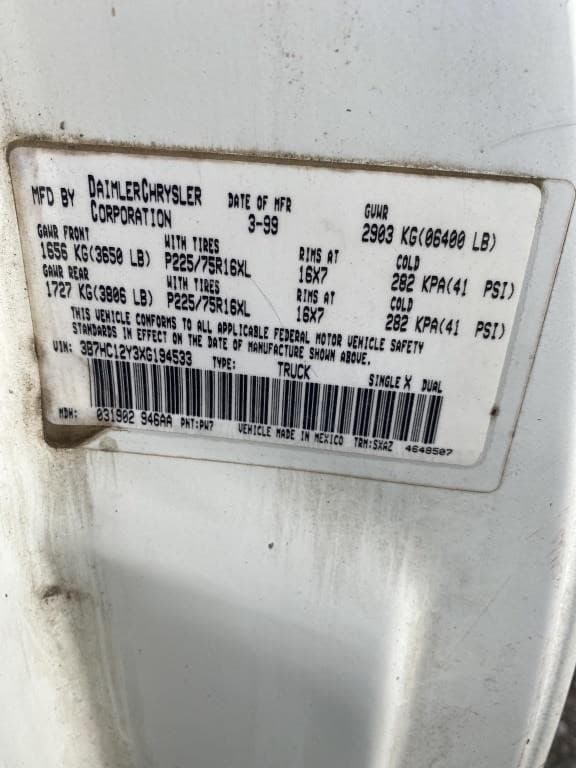 MFD BY DAIMLERCHRYSLER CORPORATION DATE OF MFR 3-99 GVWR 2903 KG(06400 LB)
GAWR FRONT WITH TIRES RIMS AT COLD
1656 KG(3650 LB) P225/75R16XL 16X7 282 KPA(41 PSI)
GAWR REAR WITH TIRES RIMS AT COLD
1727 KG(3806 LB) P225/75R16XL 16X7 282 KPA(41 PSI)
THIS VEHICLE CONFORMS TO ALL APPLICABLE FEDERAL MOTOR VEHICLE SAFETY
STANDARDS IN EFFECT ON THE DATE OF MANUFACTURE SHOWN ABOVE.
VIN: 3B7HC12Y3XG194533 TYPE: TRUCK SINGLE X DUAL
MDH: 031902 946AA PNT:PW7 VEHICLE MADE IN MEXICO TRM:SXAZ 4648507